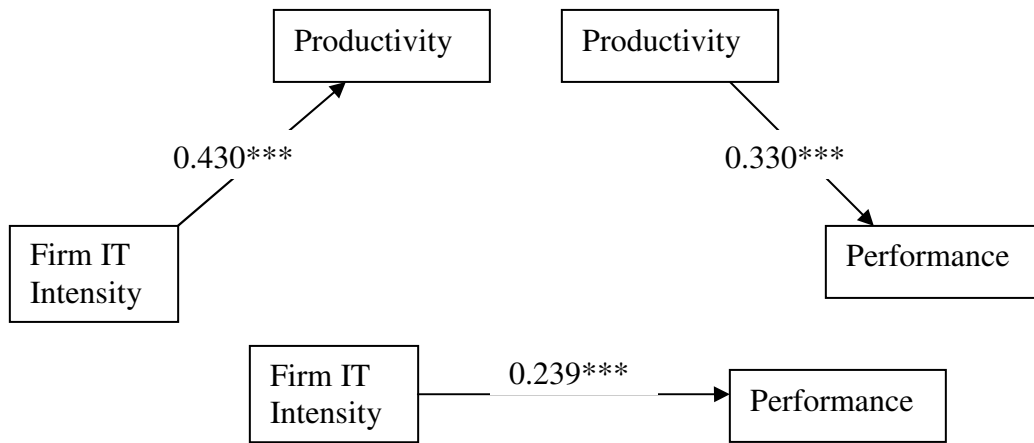 Productivity
Productivity
0.430***
0.330***
Firm IT
Intensity
Performance
Firm IT
Intensity
0.239***
Performance